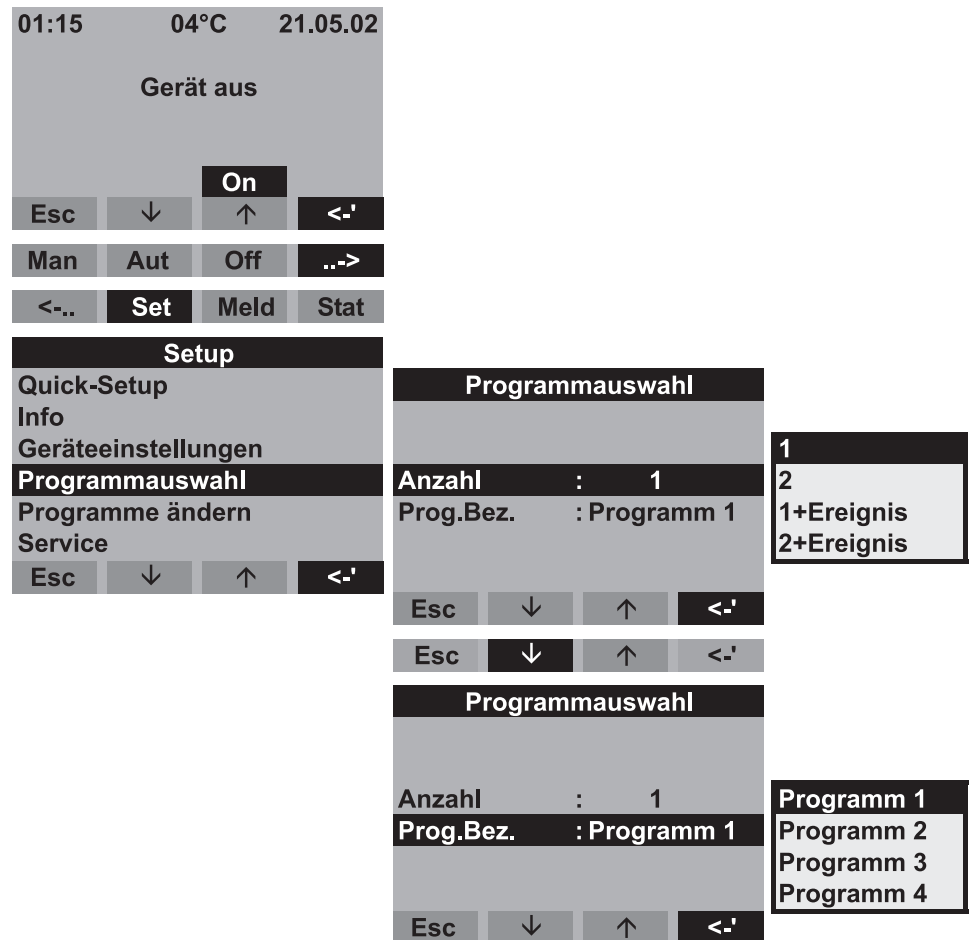 01:15 04°C 21.05.02
Gerät aus
On
Esc ↓ ↑ <-'
Man Aut Off ..->
<-.. Set Meld Stat
Setup
Quick-Setup
Info
Geräteeinstellungen
Programmauswahl
Programme ändern
Service
Esc ↓ ↑ <-'
Programmauswahl
Anzahl : 1
Prog.Bez. : Programm 1
Esc ↓ ↑ <-'
1
2
1+Ereignis
2+Ereignis
Esc ↓ ↑ <-'
Programmauswahl
Anzahl : 1
Prog.Bez. : Programm 1
Esc ↓ ↑ <-'
Programm 1
Programm 2
Programm 3
Programm 4